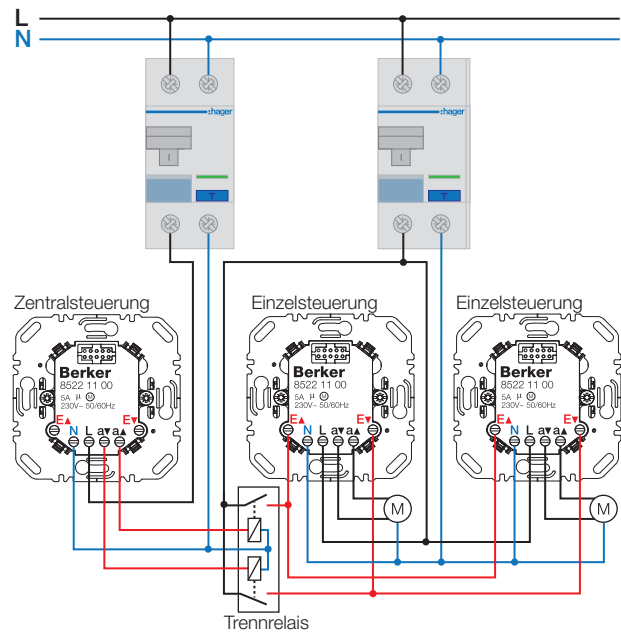 L
N
:hager
I
T
:hager
I
T
Zentralsteuerung
Einzelsteuerung
Einzelsteuerung
Berker
8522 11 00
5A µ M
230V~ 50/60Hz
E▲ N L a▼ a▲ E▼
Berker
8522 11 00
5A µ M
230V~ 50/60Hz
E▲ N L a▼ a▲ E▼
Berker
8522 11 00
5A µ M
230V~ 50/60Hz
E▲ N L a▼ a▲ E▼
M
M
Trennrelais